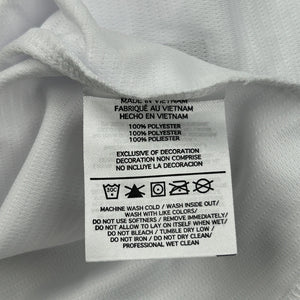 MADE IN VIETNAM
FABRIQUÉ AU VIETNAM
HECHO EN VIETNAM
100% POLYESTER
100% POLYESTER
100% POLIESTER
EXCLUSIVE OF DECORATION
DECORATION NON COMPRISE
NO INCLUYE LA DECORACION
MACHINE WASH COLD / WASH INSIDE OUT/
WASH WITH LIKE COLORS/
DO NOT USE SOFTNERS / REMOVE IMMEDIATELY/
DO NOT ALLOW TO LAY ON ITSELF WHEN WET/
DO NOT BLEACH / TUMBLE DRY LOW /
DO NOT IRON / DO NOT DRY CLEAN/
PROFESSIONAL WET CLEAN